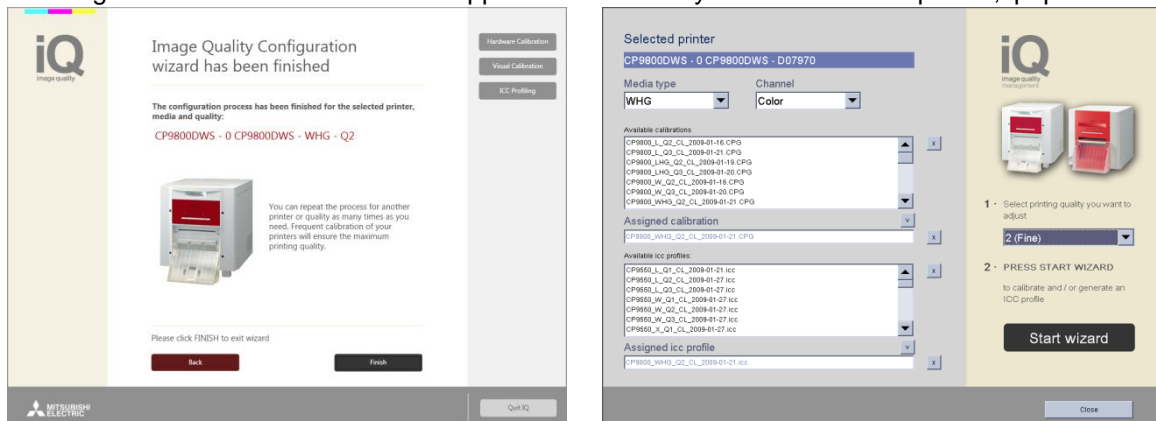 iQ
image quality
Image Quality Configuration
wizard has been finished
The configuration process has been finished for the selected printer,
media and quality:
CP9800DWS - 0 CP9800DWS - WHG - Q2
You can repeat the process for another
printer or quality as many times as you
need. Frequent calibration of your
printers will ensure the maximum
printing quality.
Please click FINISH to exit wizard
Back
Finish
Hardware Calibration
Visual Calibration
ICC Profiling
MITSUBISHI
ELECTRIC
Quit IQ
Selected printer
CP9800DWS - 0 CP9800DWS - D07970
Media type
Channel
WHG
Color
Available calibrations
CP9800_L_Q2_CL_2009-01-16.CPG
CP9800_L_Q3_CL_2009-01-21.CPG
CP9800_LHG_Q2_CL_2009-01-19.CPG
CP9800_LHG_Q3_CL_2009-01-20.CPG
CP9800_W_Q2_CL_2009-01-16.CPG
CP9800_W_Q3_CL_2009-01-20.CPG
CP9800_WHG_Q2_CL_2009-01-21.CPG
x
Assigned calibration
v
CP9800_WHG_Q2_CL_2009-01-21.CPG
x
Available icc profiles:
CP9550_L_Q1_CL_2009-01-21.icc
CP9550_L_Q2_CL_2009-01-27.icc
CP9550_L_Q3_CL_2009-01-27.icc
CP9550_W_Q1_CL_2009-01-27.icc
CP9550_W_Q2_CL_2009-01-27.icc
CP9550_W_Q3_CL_2009-01-27.icc
CP9550_X_Q1_CL_2009-01-27.icc
x
Assigned icc profile
v
CP9800_WHG_Q2_CL_2009-01-21.icc
x
iQ
image quality
management
1 - Select printing quality you want to
adjust
2 (Fine)
2 - PRESS START WIZARD
to calibrate and / or generate an
ICC profile
Start wizard
Close